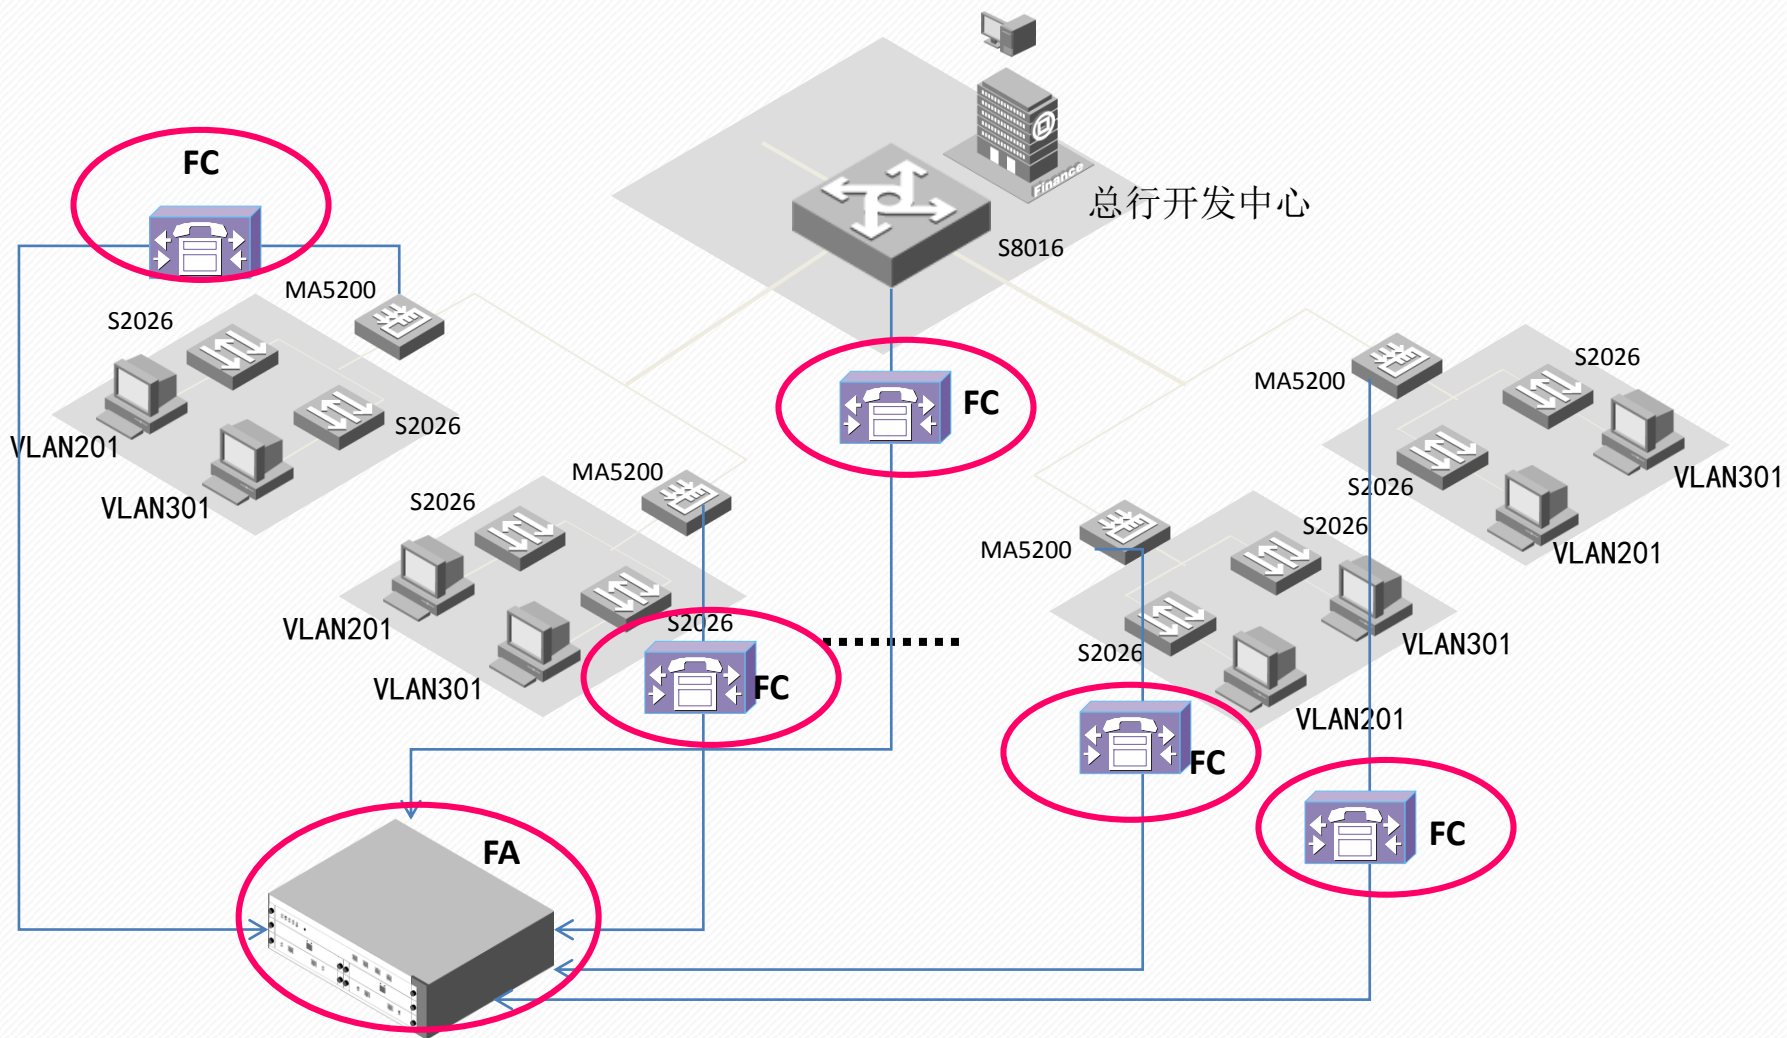 FC
Finance
总行开发中心
S8016
MA5200
S2026
S2026
VLAN201
VLAN301
FC
MA5200
S2026
S2026
VLAN201
VLAN301
FC
MA5200
S2026
S2026
VLAN301
VLAN201
MA5200
S2026
S2026
VLAN301
VLAN201
FC
FC
FA